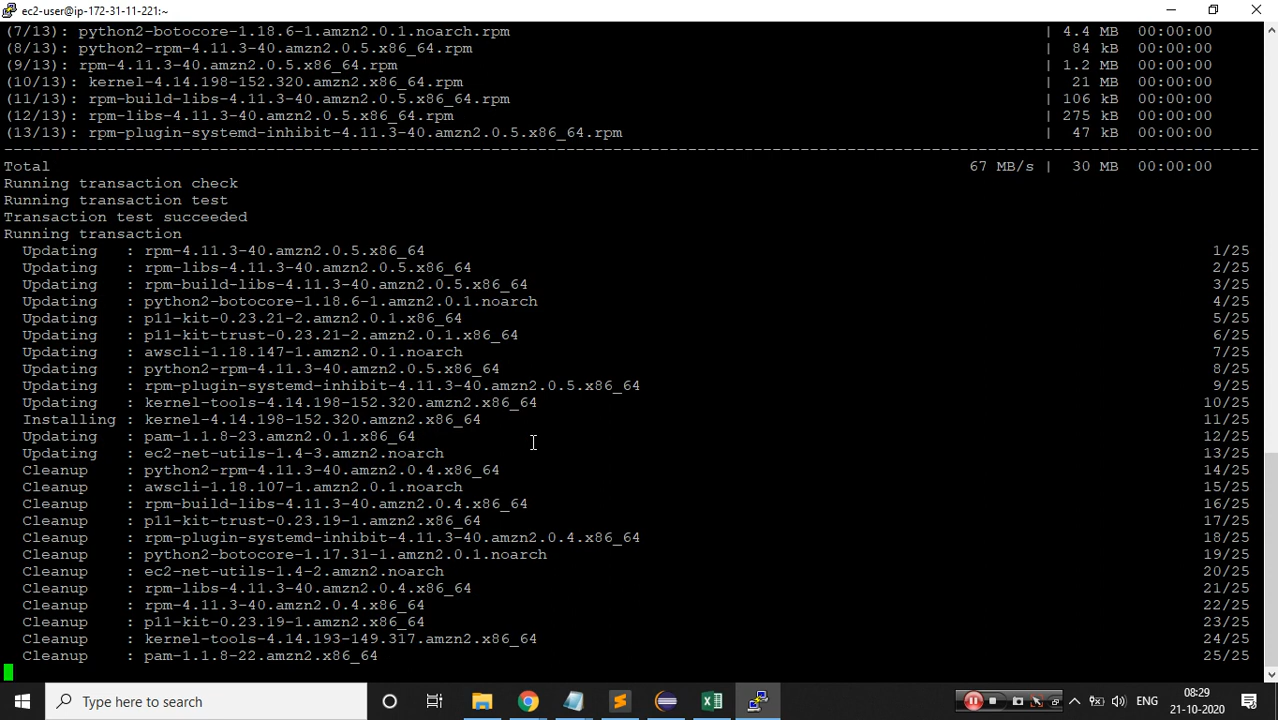 ec2-user@ip-172-31-11-221:~
(7/13): python2-botocore-1.18.6-1.amzn2.0.1.noarch.rpm | 4.4 MB 00:00:00
(8/13): python2-rpm-4.11.3-40.amzn2.0.5.x86_64.rpm | 84 kB 00:00:00
(9/13): rpm-4.11.3-40.amzn2.0.5.x86_64.rpm | 1.2 MB 00:00:00
(10/13): kernel-4.14.198-152.320.amzn2.x86_64.rpm | 21 MB 00:00:00
(11/13): rpm-build-libs-4.11.3-40.amzn2.0.5.x86_64.rpm | 106 kB 00:00:00
(12/13): rpm-libs-4.11.3-40.amzn2.0.5.x86_64.rpm | 275 kB 00:00:00
(13/13): rpm-plugin-systemd-inhibit-4.11.3-40.amzn2.0.5.x86_64.rpm | 47 kB 00:00:00
Total 67 MB/s | 30 MB 00:00:00
Running transaction check
Running transaction test
Transaction test succeeded
Running transaction
Updating : rpm-4.11.3-40.amzn2.0.5.x86_64 1/25
Updating : rpm-libs-4.11.3-40.amzn2.0.5.x86_64 2/25
Updating : rpm-build-libs-4.11.3-40.amzn2.0.5.x86_64 3/25
Updating : python2-botocore-1.18.6-1.amzn2.0.1.noarch 4/25
Updating : p11-kit-0.23.21-2.amzn2.0.1.x86_64 5/25
Updating : p11-kit-trust-0.23.21-2.amzn2.0.1.x86_64 6/25
Updating : awscli-1.18.147-1.amzn2.0.1.noarch 7/25
Updating : python2-rpm-4.11.3-40.amzn2.0.5.x86_64 8/25
Updating : rpm-plugin-systemd-inhibit-4.11.3-40.amzn2.0.5.x86_64 9/25
Updating : kernel-tools-4.14.198-152.320.amzn2.x86_64 10/25
Installing : kernel-4.14.198-152.320.amzn2.x86_64 11/25
Updating : pam-1.1.8-23.amzn2.0.1.x86_64 12/25
Updating : ec2-net-utils-1.4-3.amzn2.noarch 13/25
Cleanup : python2-rpm-4.11.3-40.amzn2.0.4.x86_64 14/25
Cleanup : awscli-1.18.107-1.amzn2.0.1.noarch 15/25
Cleanup : rpm-build-libs-4.11.3-40.amzn2.0.4.x86_64 16/25
Cleanup : p11-kit-trust-0.23.19-1.amzn2.x86_64 17/25
Cleanup : rpm-plugin-systemd-inhibit-4.11.3-40.amzn2.0.4.x86_64 18/25
Cleanup : python2-botocore-1.17.31-1.amzn2.0.1.noarch 19/25
Cleanup : ec2-net-utils-1.4-2.amzn2.noarch 20/25
Cleanup : rpm-libs-4.11.3-40.amzn2.0.4.x86_64 21/25
Cleanup : rpm-4.11.3-40.amzn2.0.4.x86_64 22/25
Cleanup : p11-kit-0.23.19-1.amzn2.x86_64 23/25
Cleanup : kernel-tools-4.14.193-149.317.amzn2.x86_64 24/25
Cleanup : pam-1.1.8-22.amzn2.x86_64 25/25
Type here to search
ENG
08:29
21-10-2020